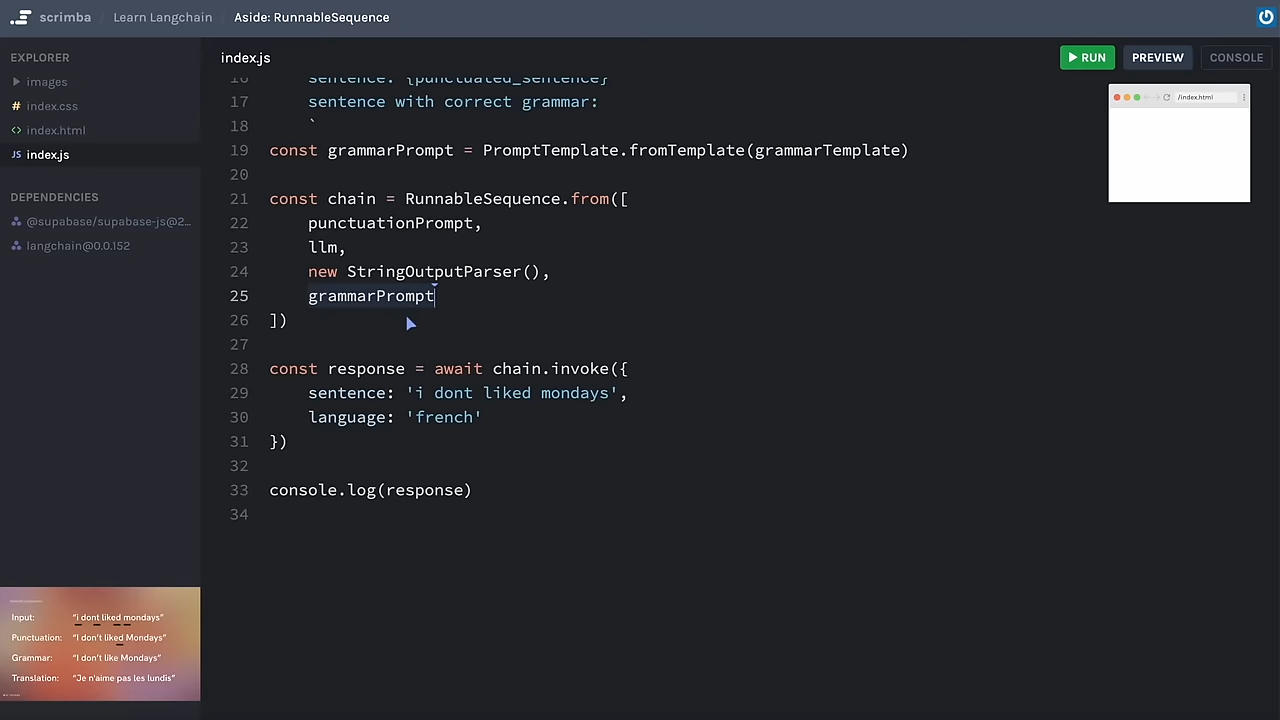 scrimba / Learn Langchain / Aside: RunnableSequence
EXPLORER
images
# index.css
<> index.html
JS index.js
DEPENDENCIES
@supabase/supabase-js@2...
langchain@0.0.152
index.js
RUN
PREVIEW
CONSOLE
/index.html
16 sentence: {punctuated_sentence}
17 sentence with correct grammar:
18 `
19 const grammarPrompt = PromptTemplate.fromTemplate(grammarTemplate)
20
21 const chain = RunnableSequence.from([
22 punctuationPrompt,
23 llm,
24 new StringOutputParser(),
25 grammarPrompt
26 ])
27
28 const response = await chain.invoke({
29 sentence: 'i dont liked mondays',
30 language: 'french'
31 })
32
33 console.log(response)
34
Input: "i dont liked mondays"
Punctuation: "I don't liked Mondays"
Grammar: "I don't like Mondays"
Translation: "Je n'aime pas les lundis"